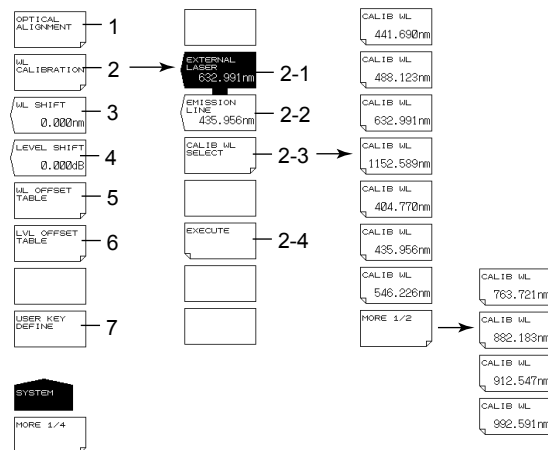 OPTICAL
ALIGNMENT
1
WL
CALIBRATION
2
WL SHIFT
0.000nm
3
LEVEL SHIFT
0.000dB
4
WL OFFSET
TABLE
5
LVL OFFSET
TABLE
6
USER KEY
DEFINE
7
SYSTEM
MORE 1/4
EXTERNAL
LASER
632.991nm
2-1
EMISSION
LINE
435.956nm
2-2
CALIB WL
SELECT
2-3
EXECUTE
2-4
CALIB WL
441.690nm
CALIB WL
488.123nm
CALIB WL
632.991nm
CALIB WL
1152.589nm
CALIB WL
404.770nm
CALIB WL
435.956nm
CALIB WL
546.226nm
MORE 1/2
CALIB WL
763.721nm
CALIB WL
882.183nm
CALIB WL
912.547nm
CALIB WL
992.591nm